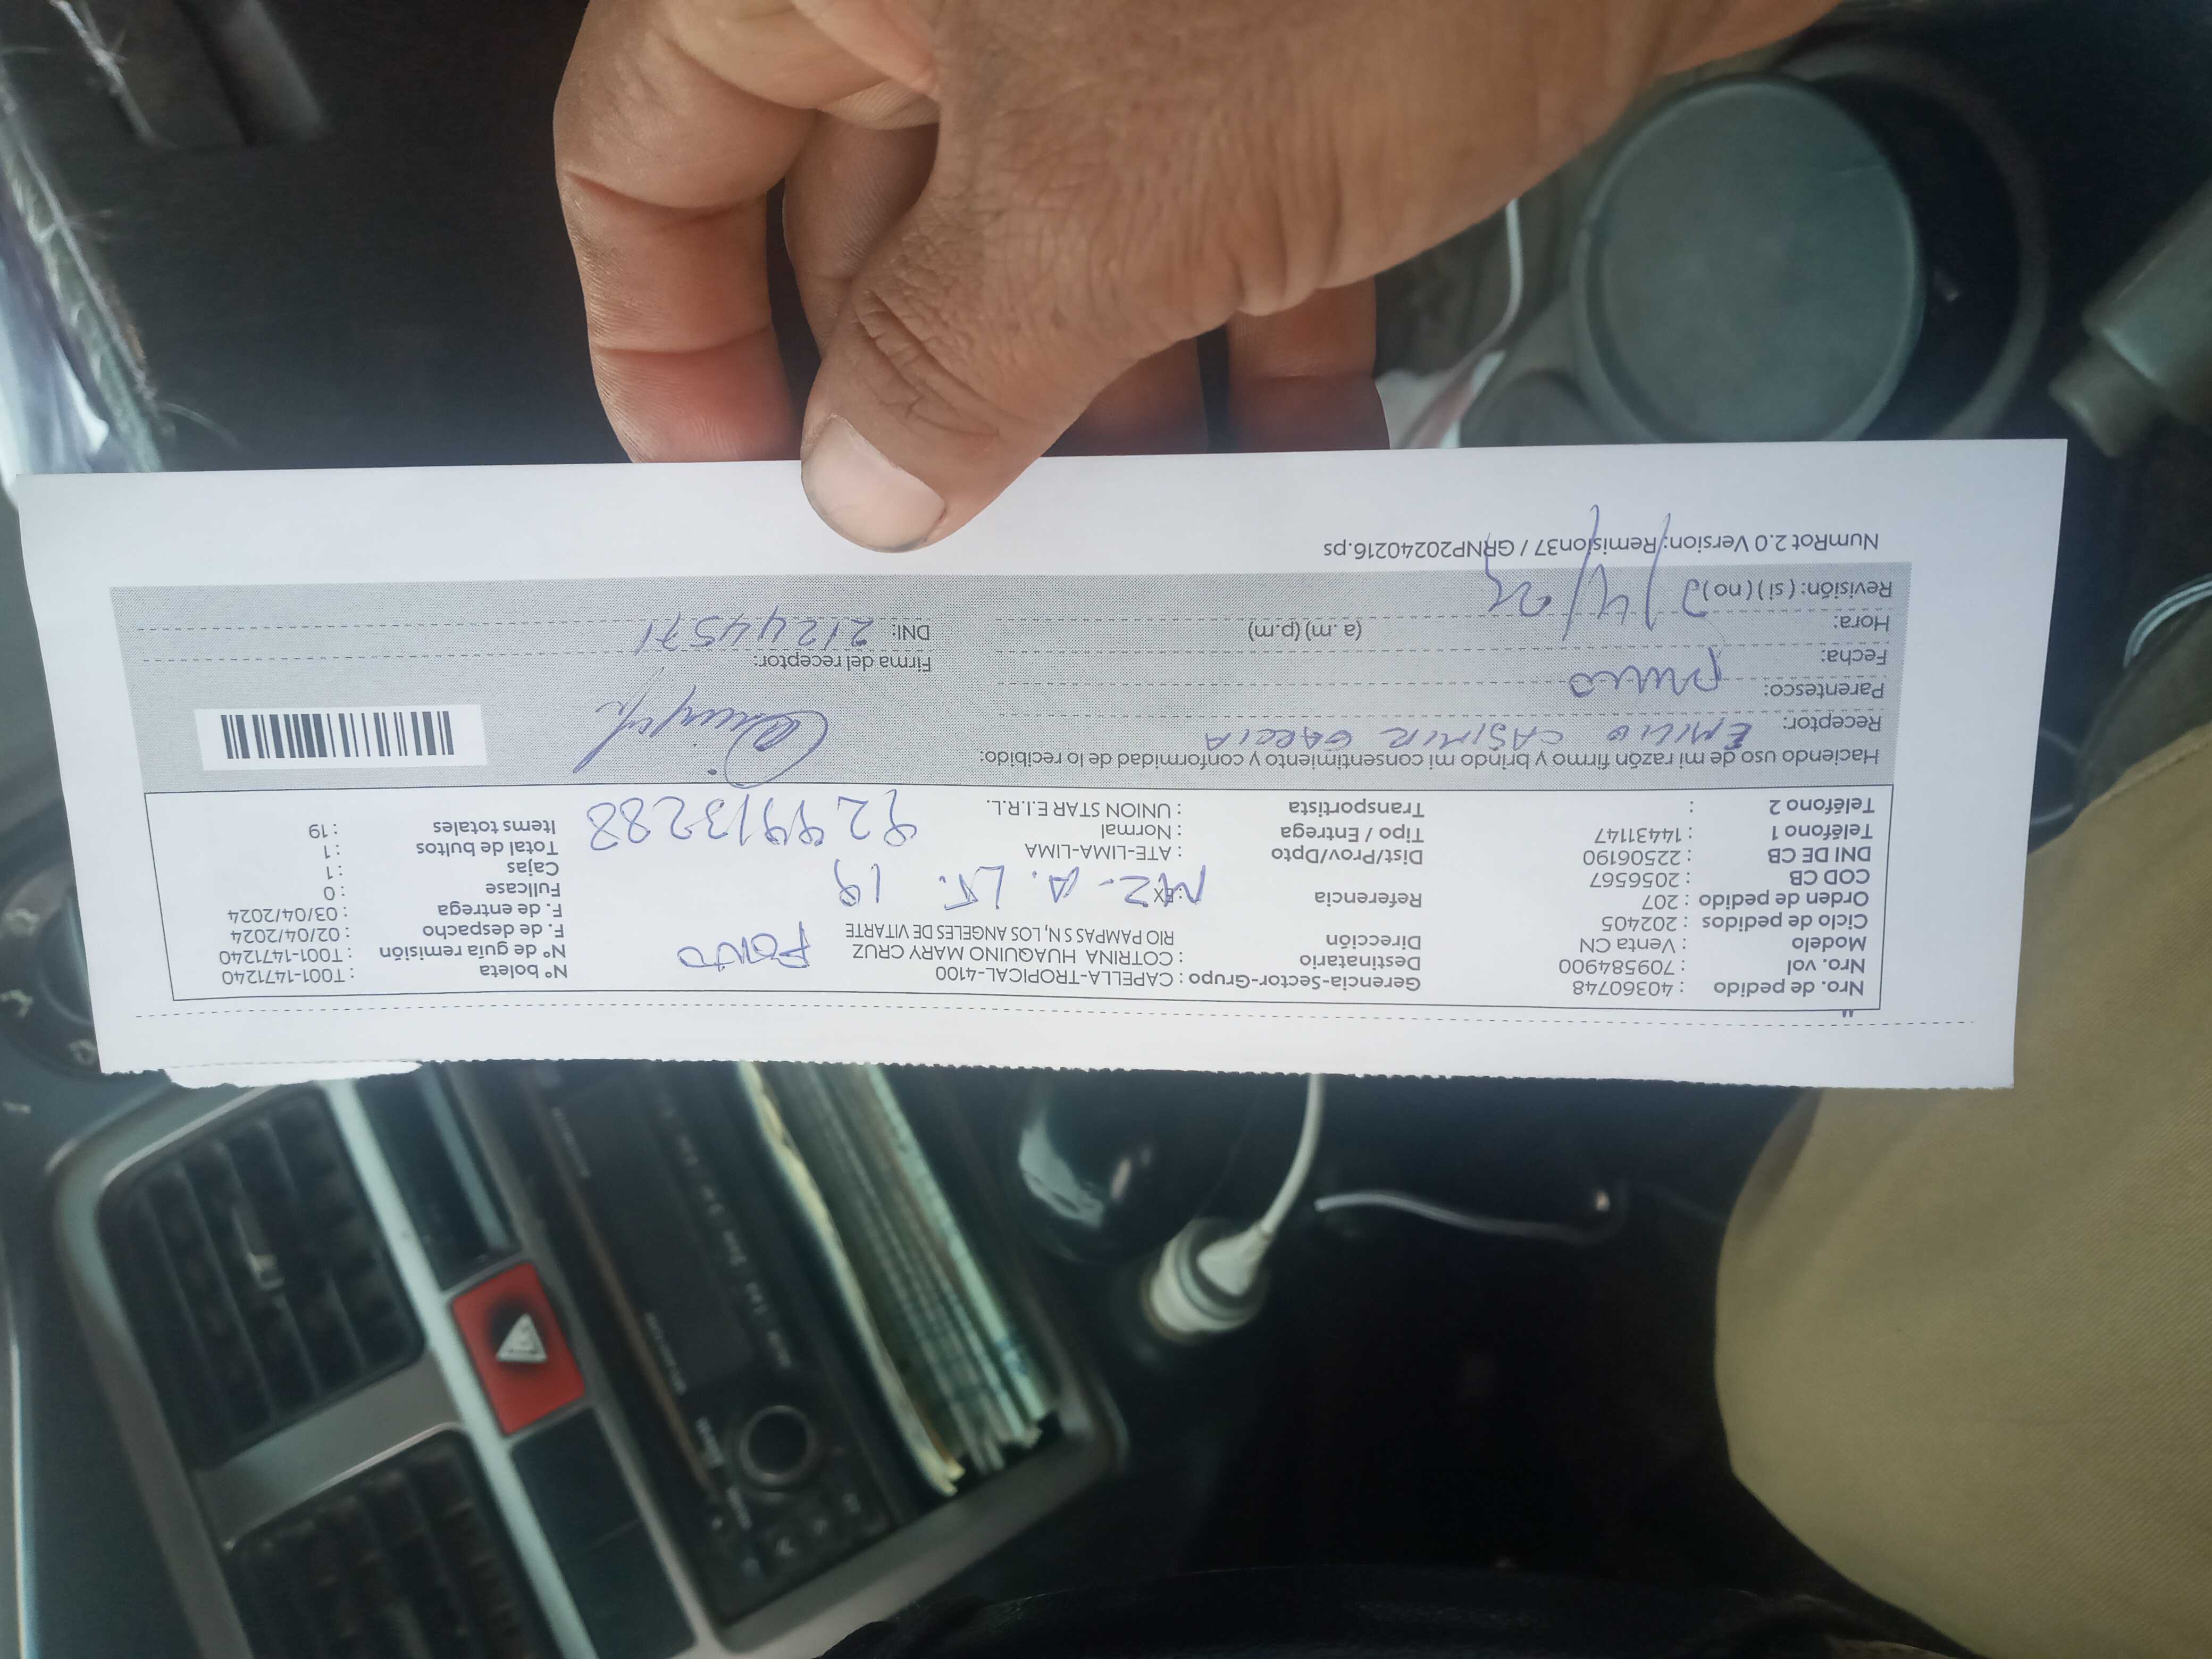 Nro. de pedido : 40360748
Nro. vol : 709584900
Modelo : Venta CN
Ciclo de pedidos : 202405
Orden de pedido : 207
COD CB : 2056567
DNI DE CB : 22506190
Teléfono 1 : 14431147
Teléfono 2 :
Gerencia-Sector-Grupo : CAPELLA-TROPICAL-4100
Destinatario : COTRINA HUAQUINO MARY CRUZ
Dirección RIO PAMPAS S N, LOS ANGELES DE VITARTE
Referencia : EX
MZ- A. LT. 19
Dist/Prov/Dpto : ATE-LIMA-LIMA
Tipo / Entrega : Normal
Transportista : UNION STAR E.I.R.L.
Nº boleta : T001-1471240
Nº de guía remisión : T001-1471240
F. de despacho : 02/04/2024
F. de entrega : 03/04/2024
Fullcase : 0
Cajas : 1
Total de bultos : 1
Items totales : 19
Haciendo uso de mi razón firmo y brindo mi consentimiento y conformidad de lo recibido:
Receptor: EMILIO CASIMIR GARCIA
Parentesco:
Fecha:
Hora: (a. m) (p.m)
Revisión: ( si ) ( no )
Firma del receptor:
DNI: 21244571
NumRot 2.0 Version: Remision37 / GRNP20240216.ps